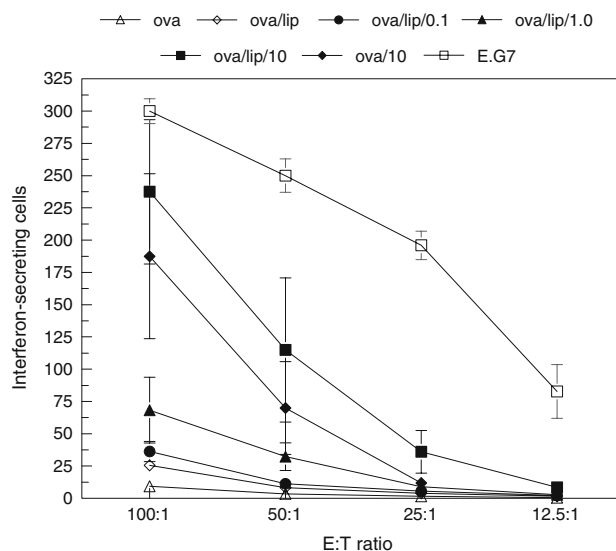 ova ova/lip ova/lip/0.1 ova/lip/1.0
ova/lip/10 ova/10 E.G7
Interferon-secreting cells
325
300
275
250
225
200
175
150
125
100
75
50
25
0
100:1 50:1 25:1 12.5:1
E:T ratio